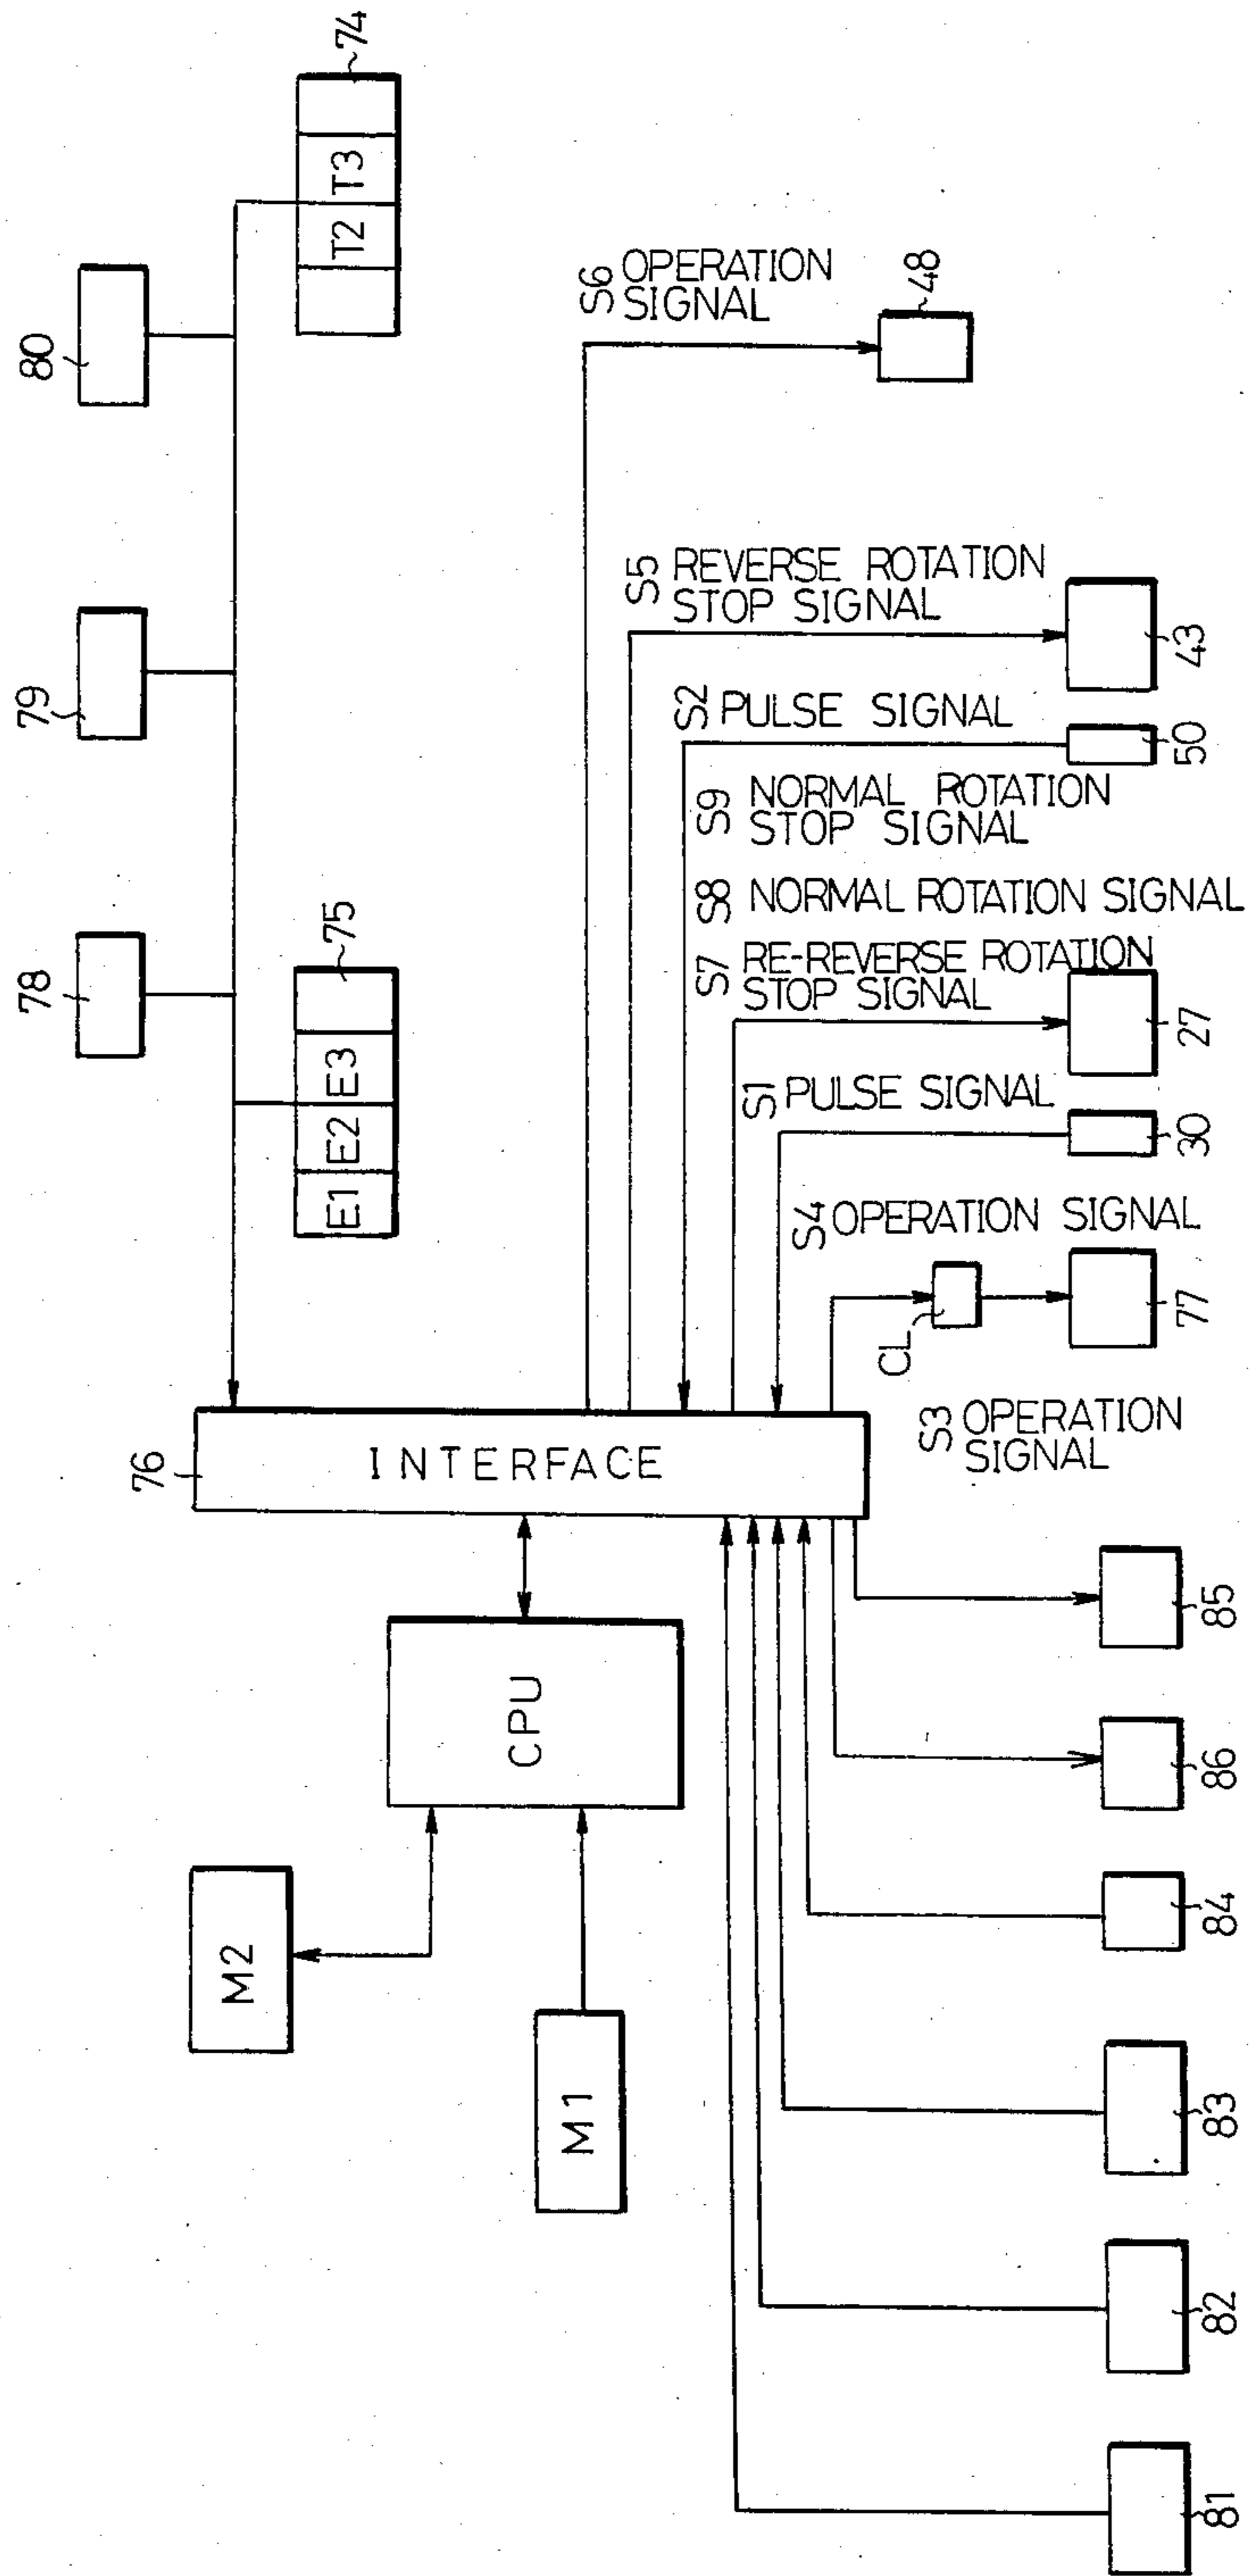 78
79
80
75
E1 E2 E3
74
T2 T3
76
INTERFACE
CPU
M2
M1
S6 OPERATION
SIGNAL
48
S5 REVERSE ROTATION
STOP SIGNAL
43
S2 PULSE SIGNAL
50
S9 NORMAL ROTATION
STOP SIGNAL
S8 NORMAL ROTATION SIGNAL
S7 RE-REVERSE ROTATION
STOP SIGNAL
27
S1 PULSE SIGNAL
30
S4 OPERATION SIGNAL
CL
77
S3 OPERATION
SIGNAL
81
82
83
84
86
85